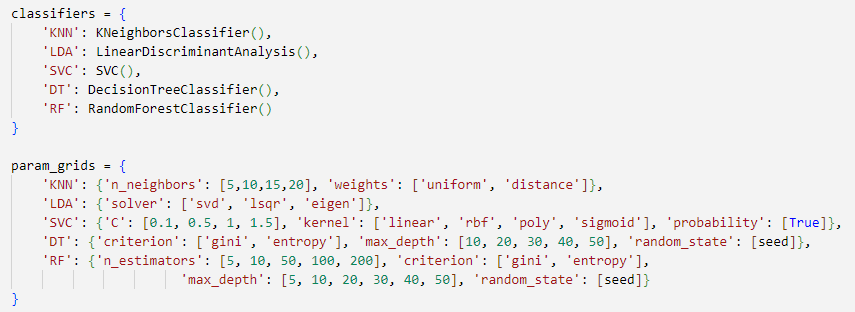 classifiers = {
    'KNN': KNeighborsClassifier(),
    'LDA': LinearDiscriminantAnalysis(),
    'SVC': SVC(),
    'DT': DecisionTreeClassifier(),
    'RF': RandomForestClassifier()
}

param_grids = {
    'KNN': {'n_neighbors': [5,10,15,20], 'weights': ['uniform', 'distance']},
    'LDA': {'solver': ['svd', 'lsqr', 'eigen']},
    'SVC': {'C': [0.1, 0.5, 1, 1.5], 'kernel': ['linear', 'rbf', 'poly', 'sigmoid'], 'probability': [True]},
    'DT': {'criterion': ['gini', 'entropy'], 'max_depth': [10, 20, 30, 40, 50], 'random_state': [seed]},
    'RF': {'n_estimators': [5, 10, 50, 100, 200], 'criterion': ['gini', 'entropy'],
                      'max_depth': [5, 10, 20, 30, 40, 50], 'random_state': [seed]}
}